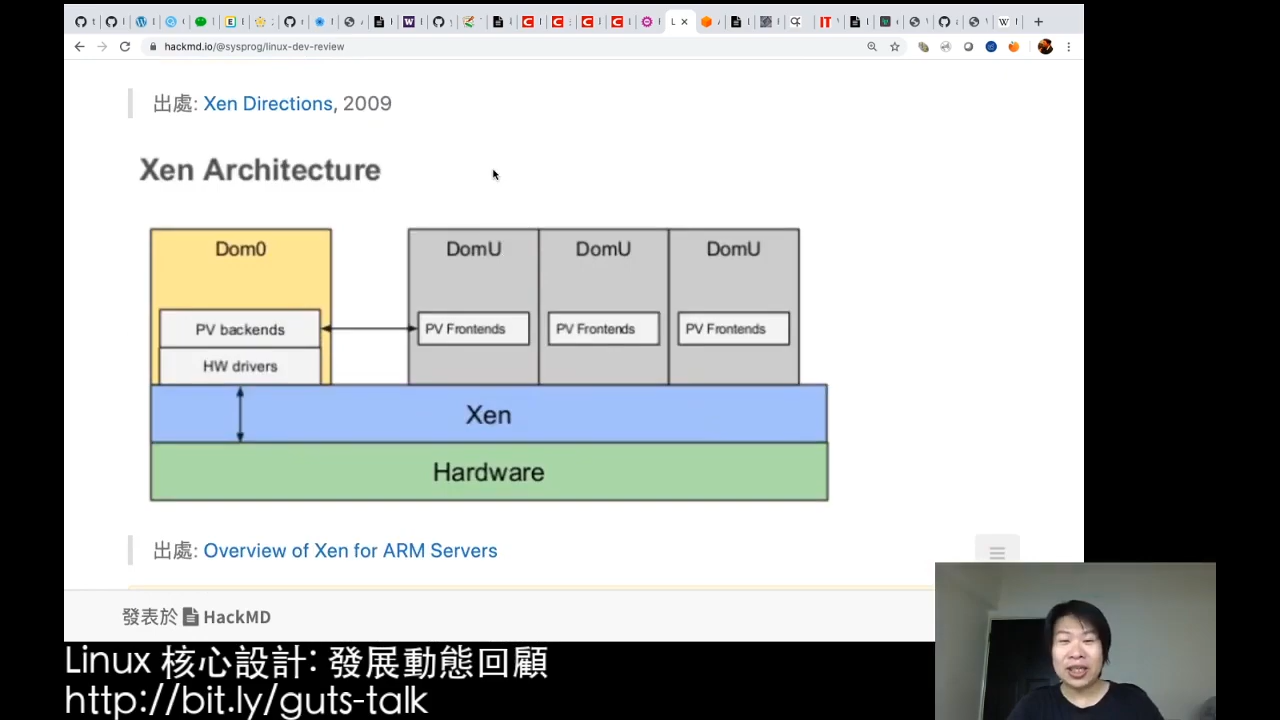 hackmd.io/@sysprog/linux-dev-review
出處: Xen Directions, 2009
Xen Architecture
Dom0
DomU
DomU
DomU
PV backends
PV Frontends
PV Frontends
PV Frontends
HW drivers
Xen
Hardware
出處: Overview of Xen for ARM Servers
發表於 HackMD
Linux 核心設計: 發展動態回顧
http://bit.ly/guts-talk